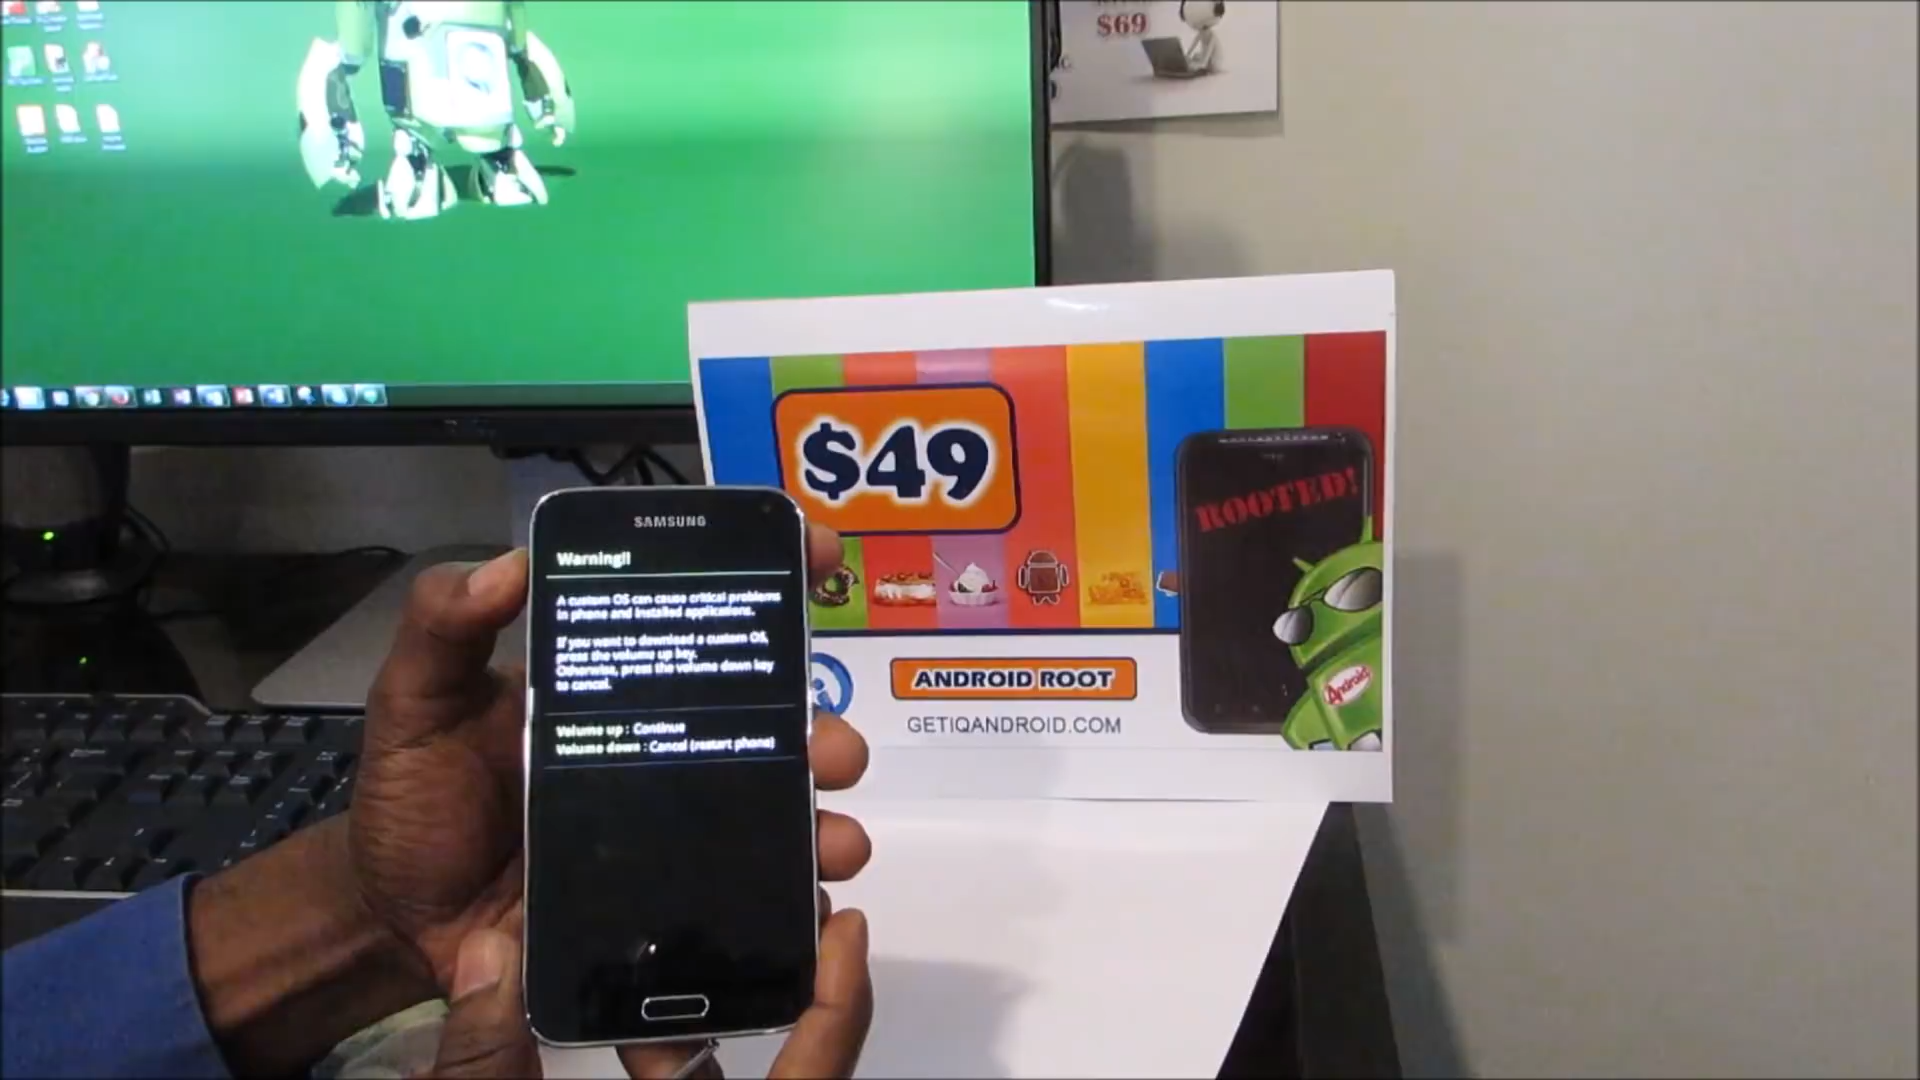 $69
$49
ROOTED!
Android
ANDROID ROOT
GETIQANDROID.COM
SAMSUNG
Warning!!
A custom OS can cause critical problems
in phone and installed applications.
If you want to download a custom OS,
press the volume up key.
Otherwise, press the volume down key
to cancel.
Volume up : Continue
Volume down : Cancel (restart phone)